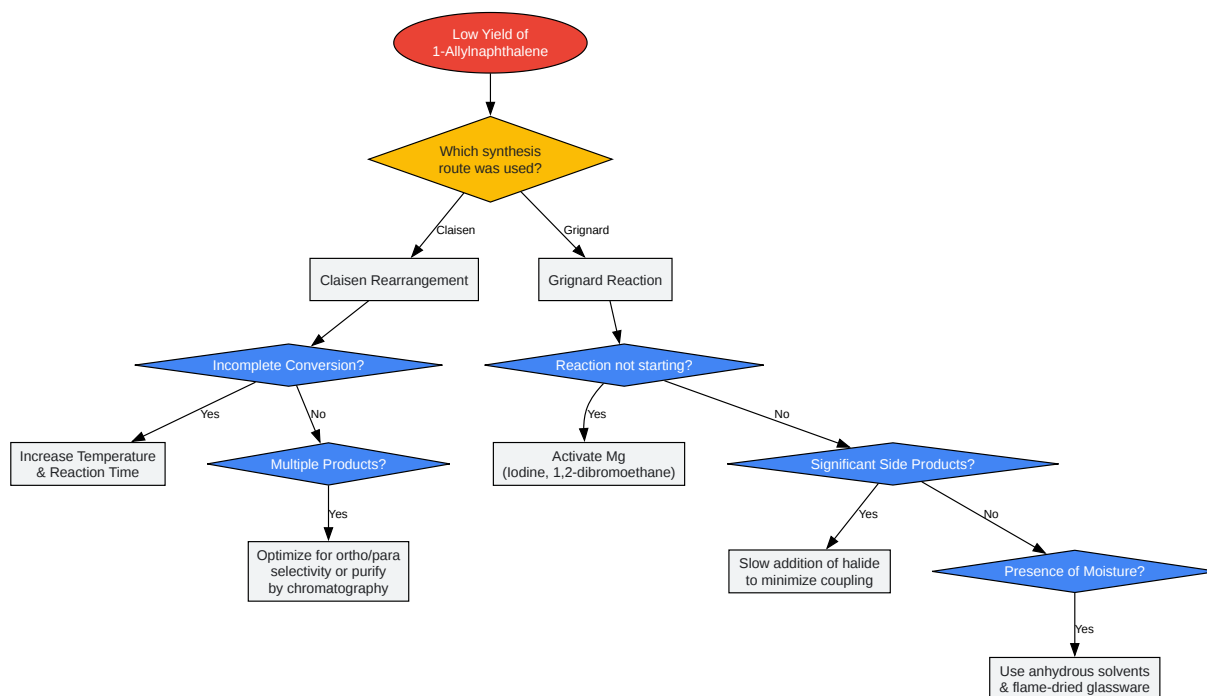 Low Yield of
1-Allylnaphthalene
Which synthesis
route was used?
Claisen
Grignard
Claisen Rearrangement
Grignard Reaction
Incomplete Conversion?
Reaction not starting?
Yes
No
Yes
No
Increase Temperature
& Reaction Time
Multiple Products?
Activate Mg
(Iodine, 1,2-dibromoethane)
Significant Side Products?
Yes
Yes
No
Optimize for ortho/para
selectivity or purify
by chromatography
Slow addition of halide
to minimize coupling
Presence of Moisture?
Yes
Use anhydrous solvents
& flame-dried glassware